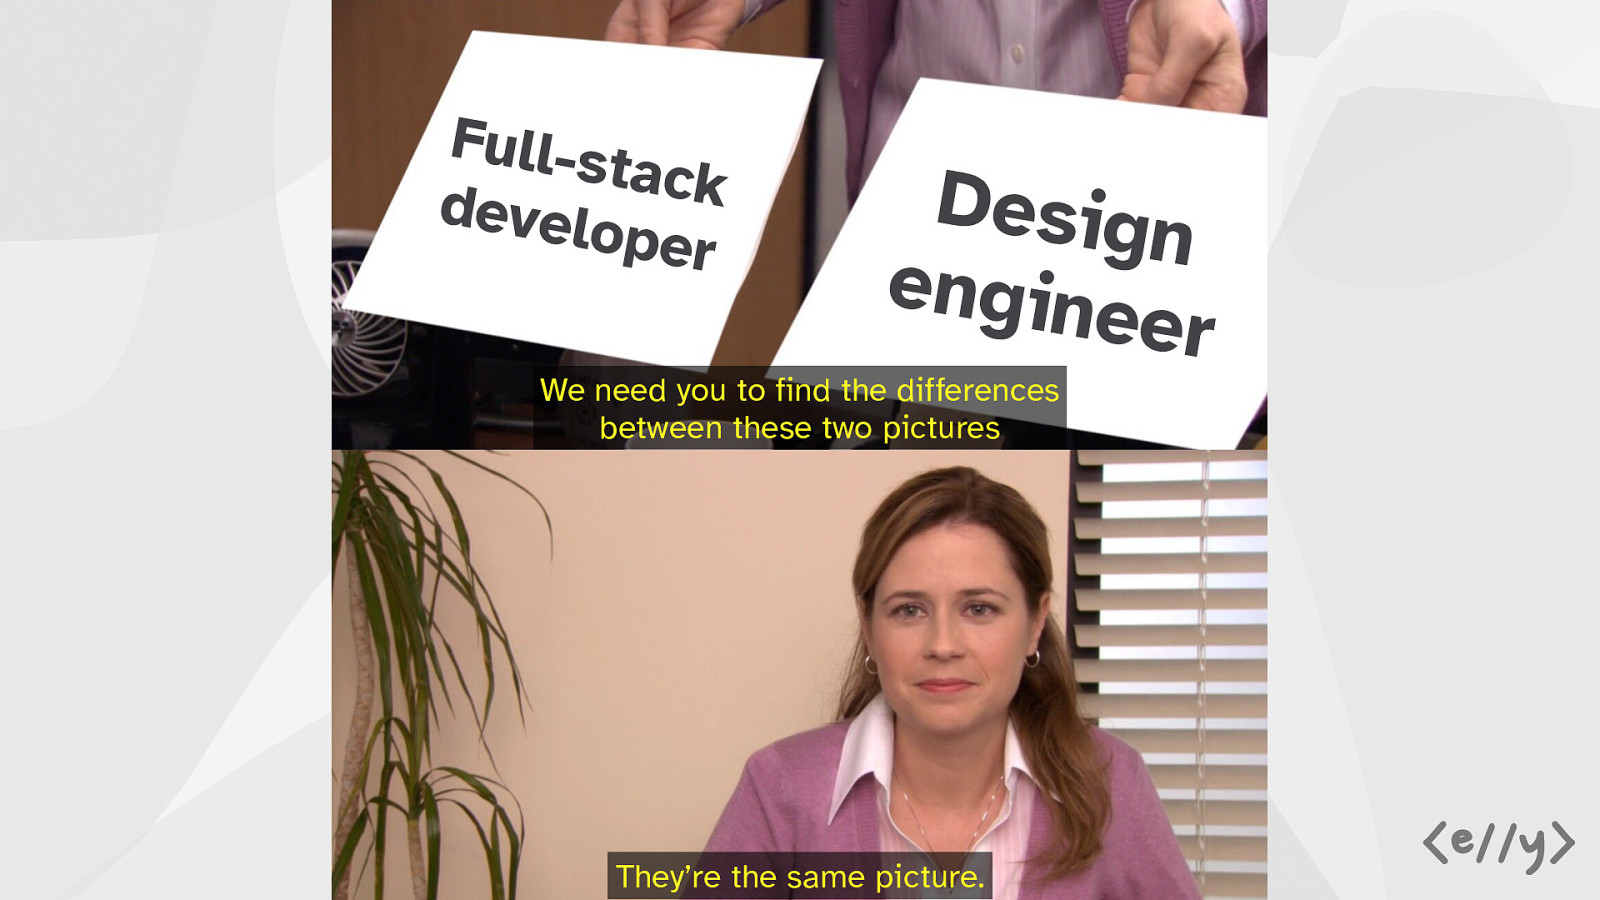 Full-stack
developer
Design
engineer
We need you to find the differences
between these two pictures
They’re the same picture.
<e//y>